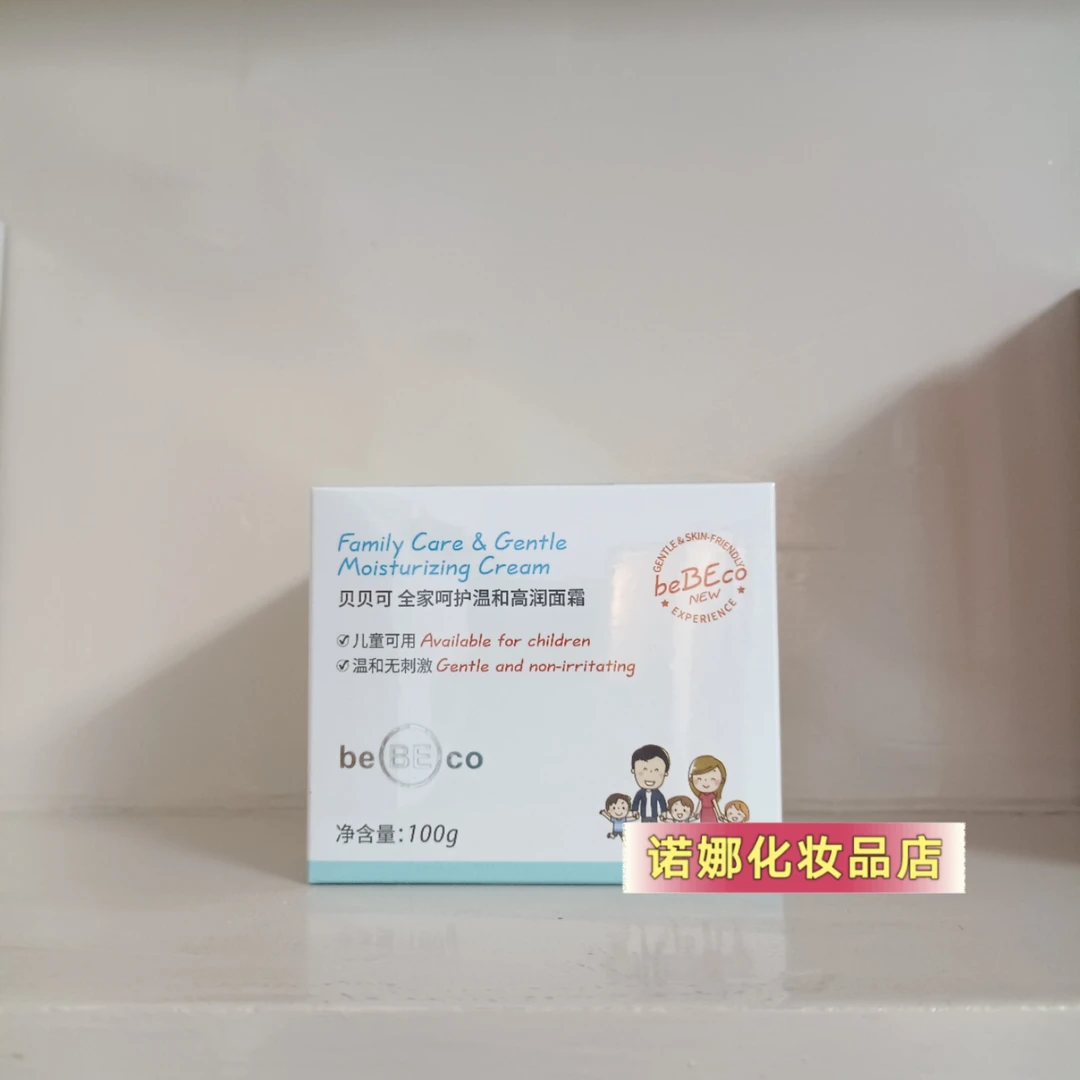 Family Care & Gentle
Moisturizing Cream
贝贝可 全家呵护温和高润面霜
儿童可用 Available for children
温和无刺激 Gentle and non-irritating
GENTLE & SKIN-FRIENDLY
beBEco
NEW
EXPERIENCE
beBEco
净含量:100g
诺娜化妆品店